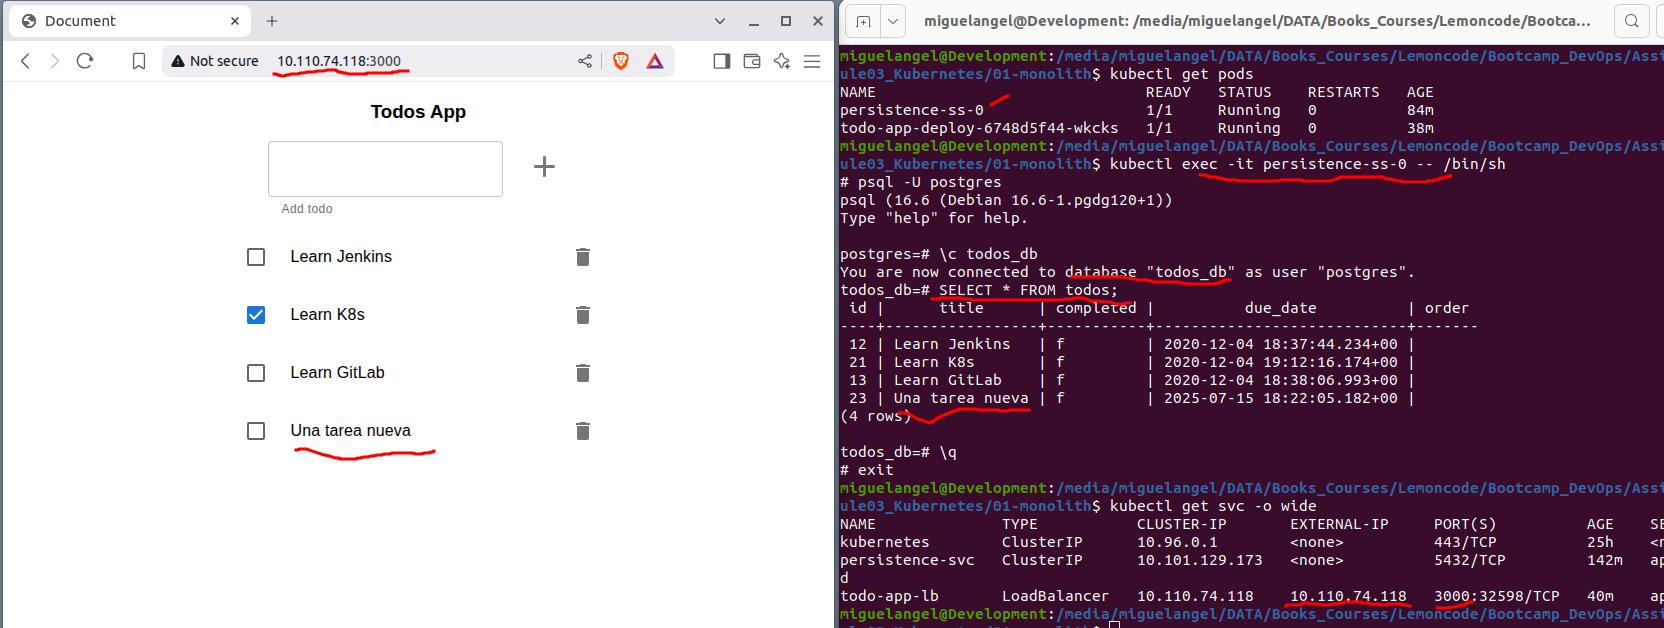 Document
Not secure 10.110.74.118:3000
Todos App
Add todo
Learn Jenkins
Learn K8s
Learn GitLab
Una tarea nueva
miguelangel@Development: /media/miguelangel/DATA/Books_Courses/Lemoncode/Bootca...
miguelangel@Development:/media/miguelangel/DATA/Books_Courses/Lemoncode/Bootcamp_DevOps/Assi
ule03_Kubernetes/01-monolith$ kubectl get pods
NAME READY STATUS RESTARTS AGE
persistence-ss-0 1/1 Running 0 84m
todo-app-deploy-6748d5f44-wkcks 1/1 Running 0 38m
miguelangel@Development:/media/miguelangel/DATA/Books_Courses/Lemoncode/Bootcamp_DevOps/Assi
ule03_Kubernetes/01-monolith$ kubectl exec -it persistence-ss-0 -- /bin/sh
# psql -U postgres
psql (16.6 (Debian 16.6-1.pgdg120+1))
Type "help" for help.
postgres=# \c todos_db
You are now connected to database "todos_db" as user "postgres".
todos_db=# SELECT * FROM todos;
id | title | completed | due_date | order
----+-----------------+-----------+----------------------------+-------
12 | Learn Jenkins | f | 2020-12-04 18:37:44.234+00 |
21 | Learn K8s | f | 2020-12-04 19:12:16.174+00 |
13 | Learn GitLab | f | 2020-12-04 18:38:06.993+00 |
23 | Una tarea nueva | f | 2025-07-15 18:22:05.182+00 |
(4 rows)
todos_db=# \q
# exit
miguelangel@Development:/media/miguelangel/DATA/Books_Courses/Lemoncode/Bootcamp_DevOps/Assi
ule03_Kubernetes/01-monolith$ kubectl get svc -o wide
NAME TYPE CLUSTER-IP EXTERNAL-IP PORT(S) AGE SE
kubernetes ClusterIP 10.96.0.1 <none> 443/TCP 25h <n
persistence-svc ClusterIP 10.101.129.173 <none> 5432/TCP 142m ap
d
todo-app-lb LoadBalancer 10.110.74.118 10.110.74.118 3000:32598/TCP 40m ap
miguelangel@Development:/media/miguelangel/DATA/Books_Courses/Lemoncode/Bootcamp_DevOps/Assi
ule03_Kubernetes/01-monolith$